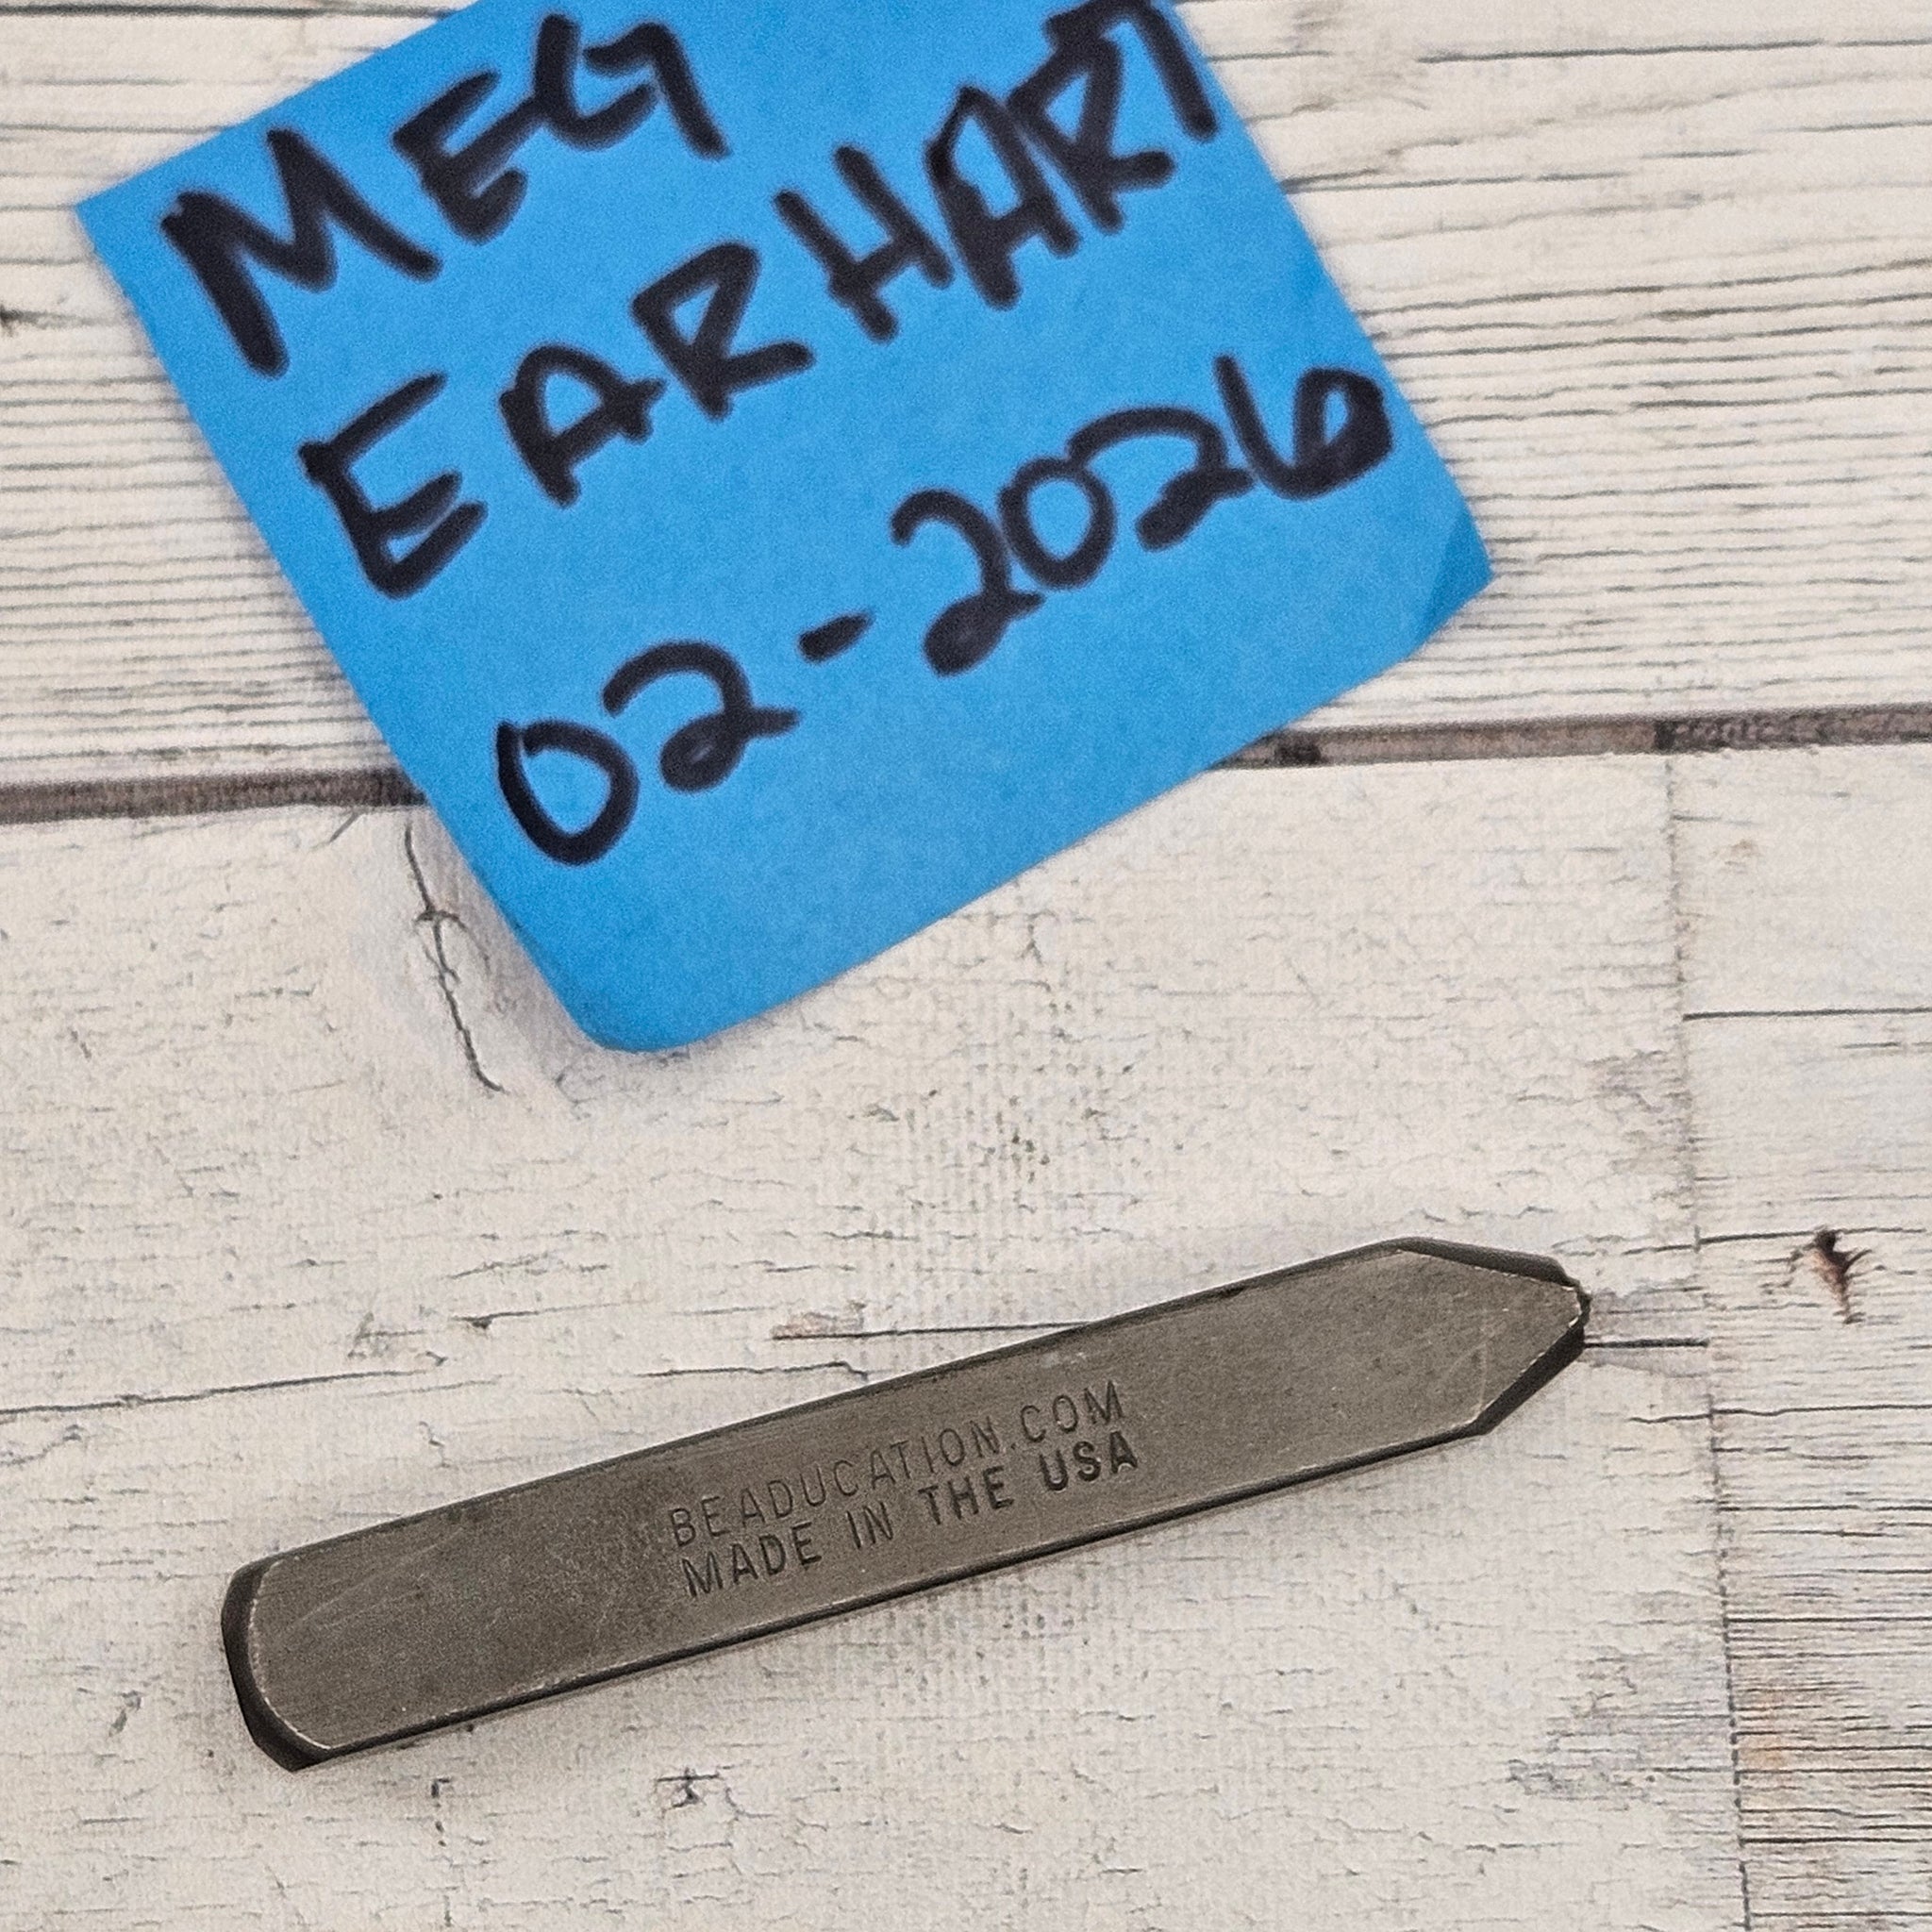 MEG
EARHART
02-2026
BEADUCATION.COM
MADE IN THE USA